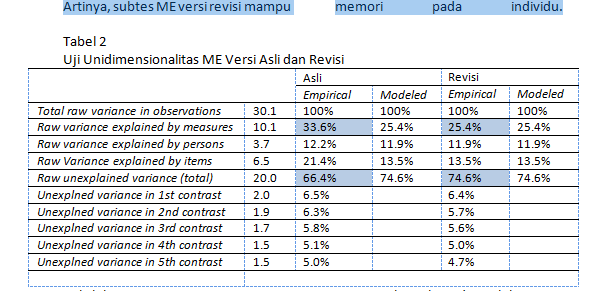 Artinya, subtes ME versi revisi mampu memori pada individu.
Tabel 2
Uji Unidimensionalitas ME Versi Asli dan Revisi
Asli Revisi
Empirical Modeled Empirical Modeled
Total raw variance in observations 30.1 100% 100% 100% 100%
Raw variance explained by measures 10.1 33.6% 25.4% 25.4% 25.4%
Raw variance explained by persons 3.7 12.2% 11.9% 11.9% 11.9%
Raw Variance explained by items 6.5 21.4% 13.5% 13.5% 13.5%
Raw unexplained variance (total) 20.0 66.4% 74.6% 74.6% 74.6%
Unexplned variance in 1st contrast 2.0 6.5% 6.4%
Unexplned variance in 2nd contrast 1.9 6.3% 5.7%
Unexplned variance in 3rd contrast 1.7 5.8% 5.6%
Unexplned variance in 4th contrast 1.5 5.1% 5.0%
Unexplned variance in 5th contrast 1.5 5.0% 4.7%